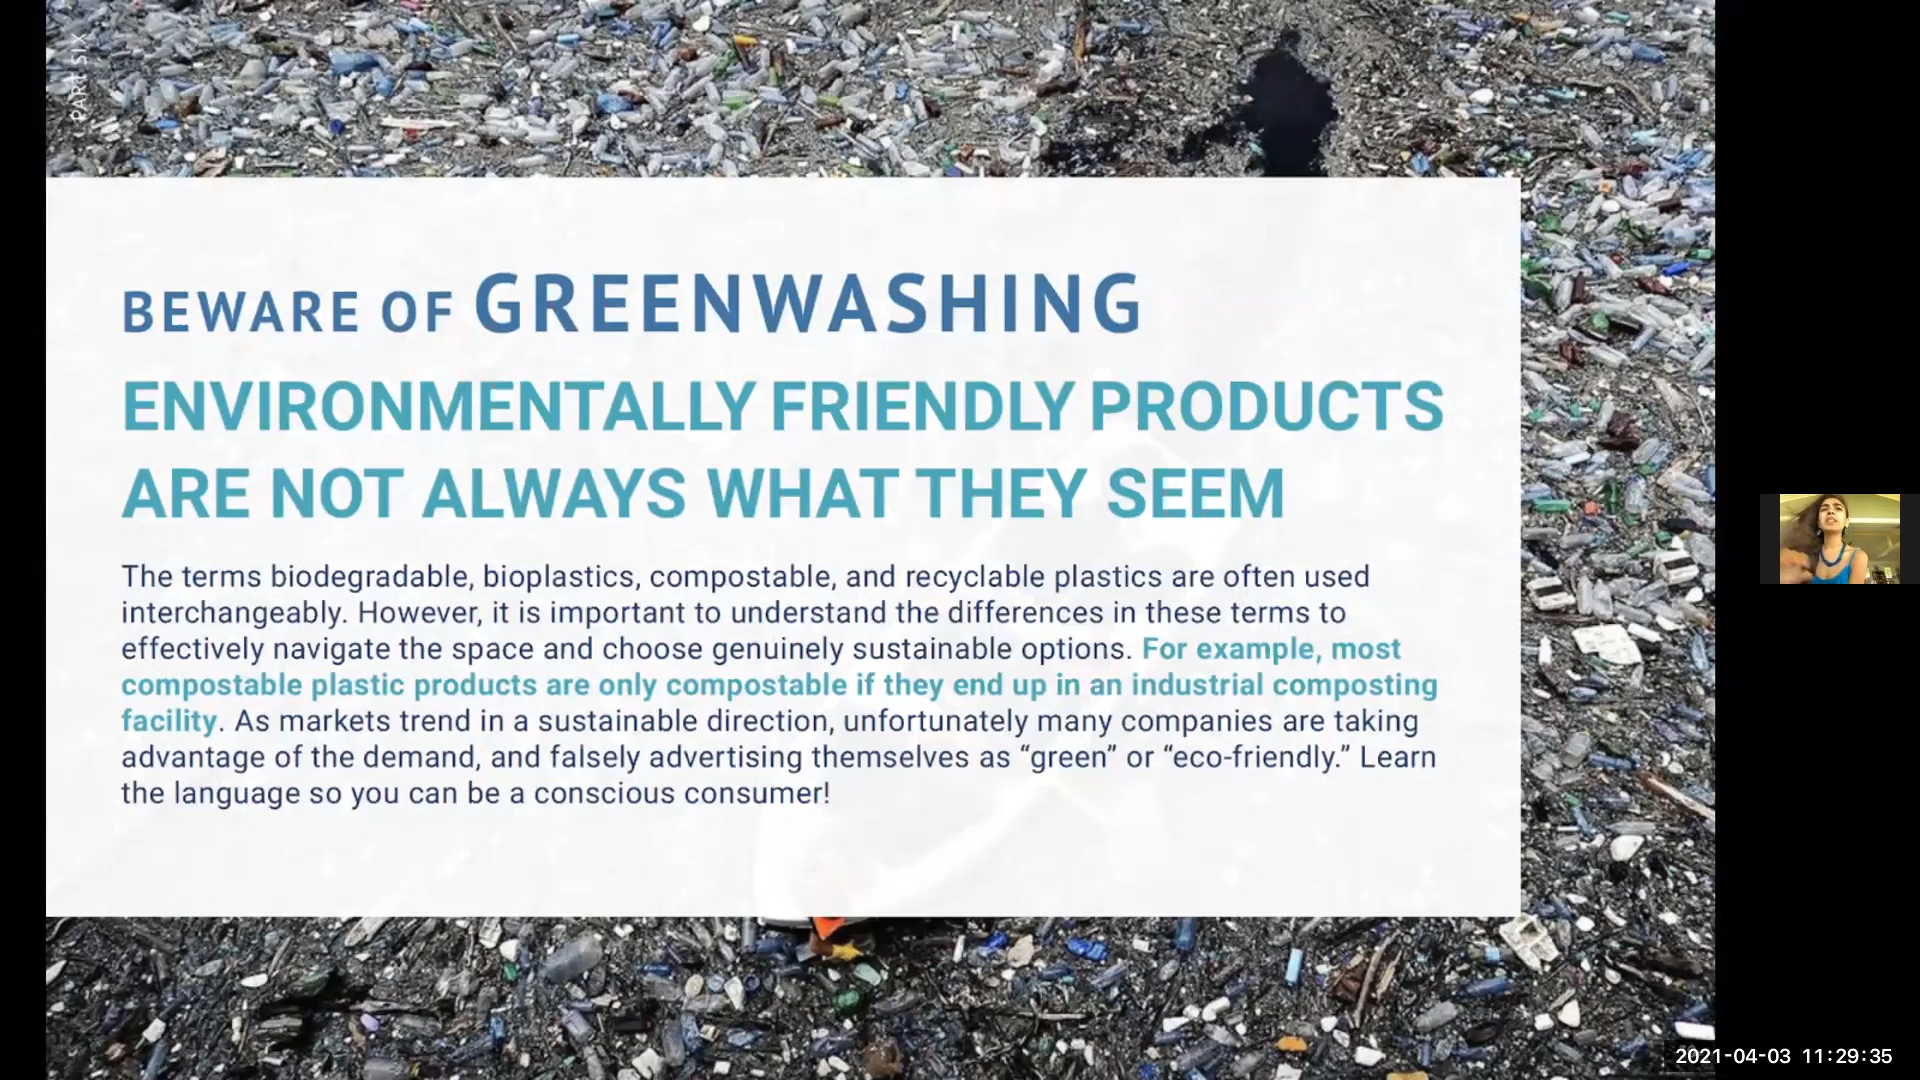 PART SIX
BEWARE OF GREENWASHING
ENVIRONMENTALLY FRIENDLY PRODUCTS
ARE NOT ALWAYS WHAT THEY SEEM
The terms biodegradable, bioplastics, compostable, and recyclable plastics are often used
interchangeably. However, it is important to understand the differences in these terms to
effectively navigate the space and choose genuinely sustainable options. For example, most
compostable plastic products are only compostable if they end up in an industrial composting
facility. As markets trend in a sustainable direction, unfortunately many companies are taking
advantage of the demand, and falsely advertising themselves as “green” or “eco-friendly.” Learn
the language so you can be a conscious consumer!
2021-04-03 11:29:35